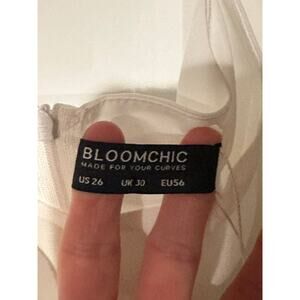 BLOOMCHIC
MADE FOR YOUR CURVES
US 26 UK 30 EU56